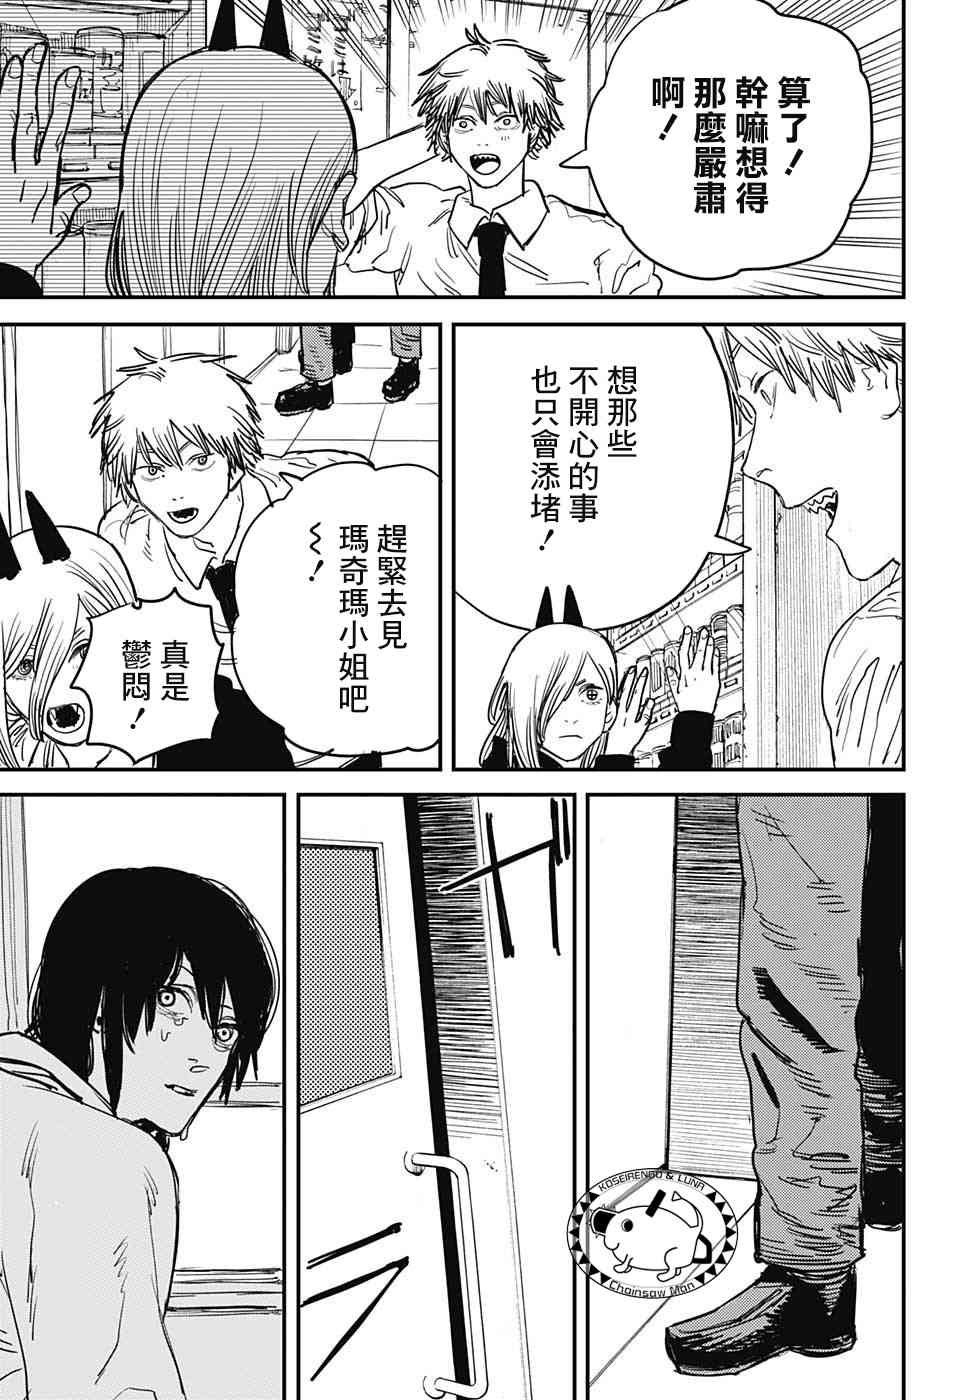 算了！
幹嘛想得
那麼嚴肅
啊！
想那些
不開心的事
也只會添堵！
趕緊去見
瑪奇瑪小姐吧
～！
真是
鬱悶！
KOSEIRENGO & LUNA
Chainsaw Man